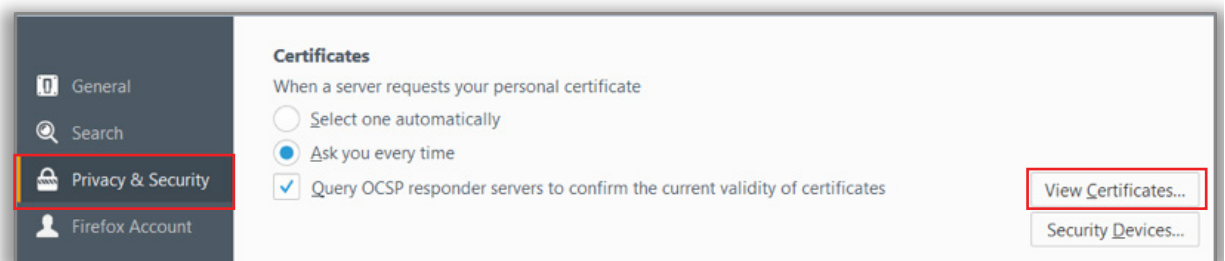 General
Search
Privacy & Security
Firefox Account
Certificates
When a server requests your personal certificate
Select one automatically
Ask you every time
Query OCSP responder servers to confirm the current validity of certificates
View Certificates...
Security Devices...